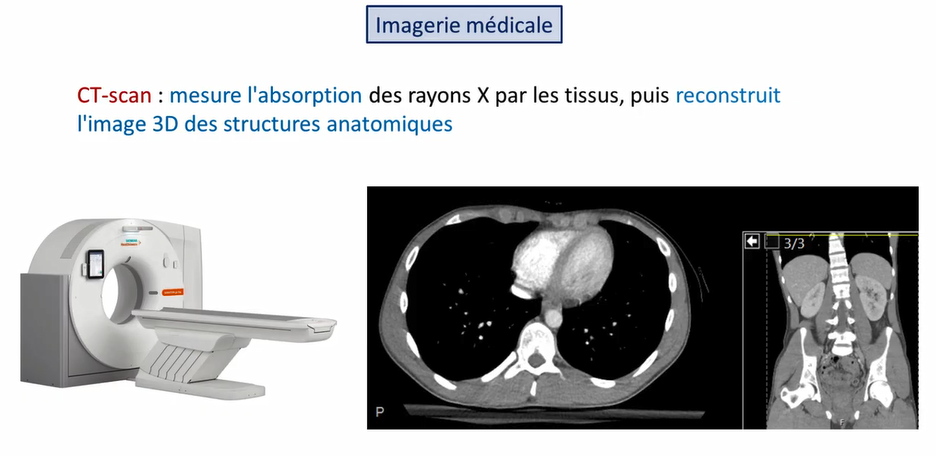 Imagerie médicale
CT-scan : mesure l'absorption des rayons X par les tissus, puis reconstruit
l'image 3D des structures anatomiques
3/3
P
F